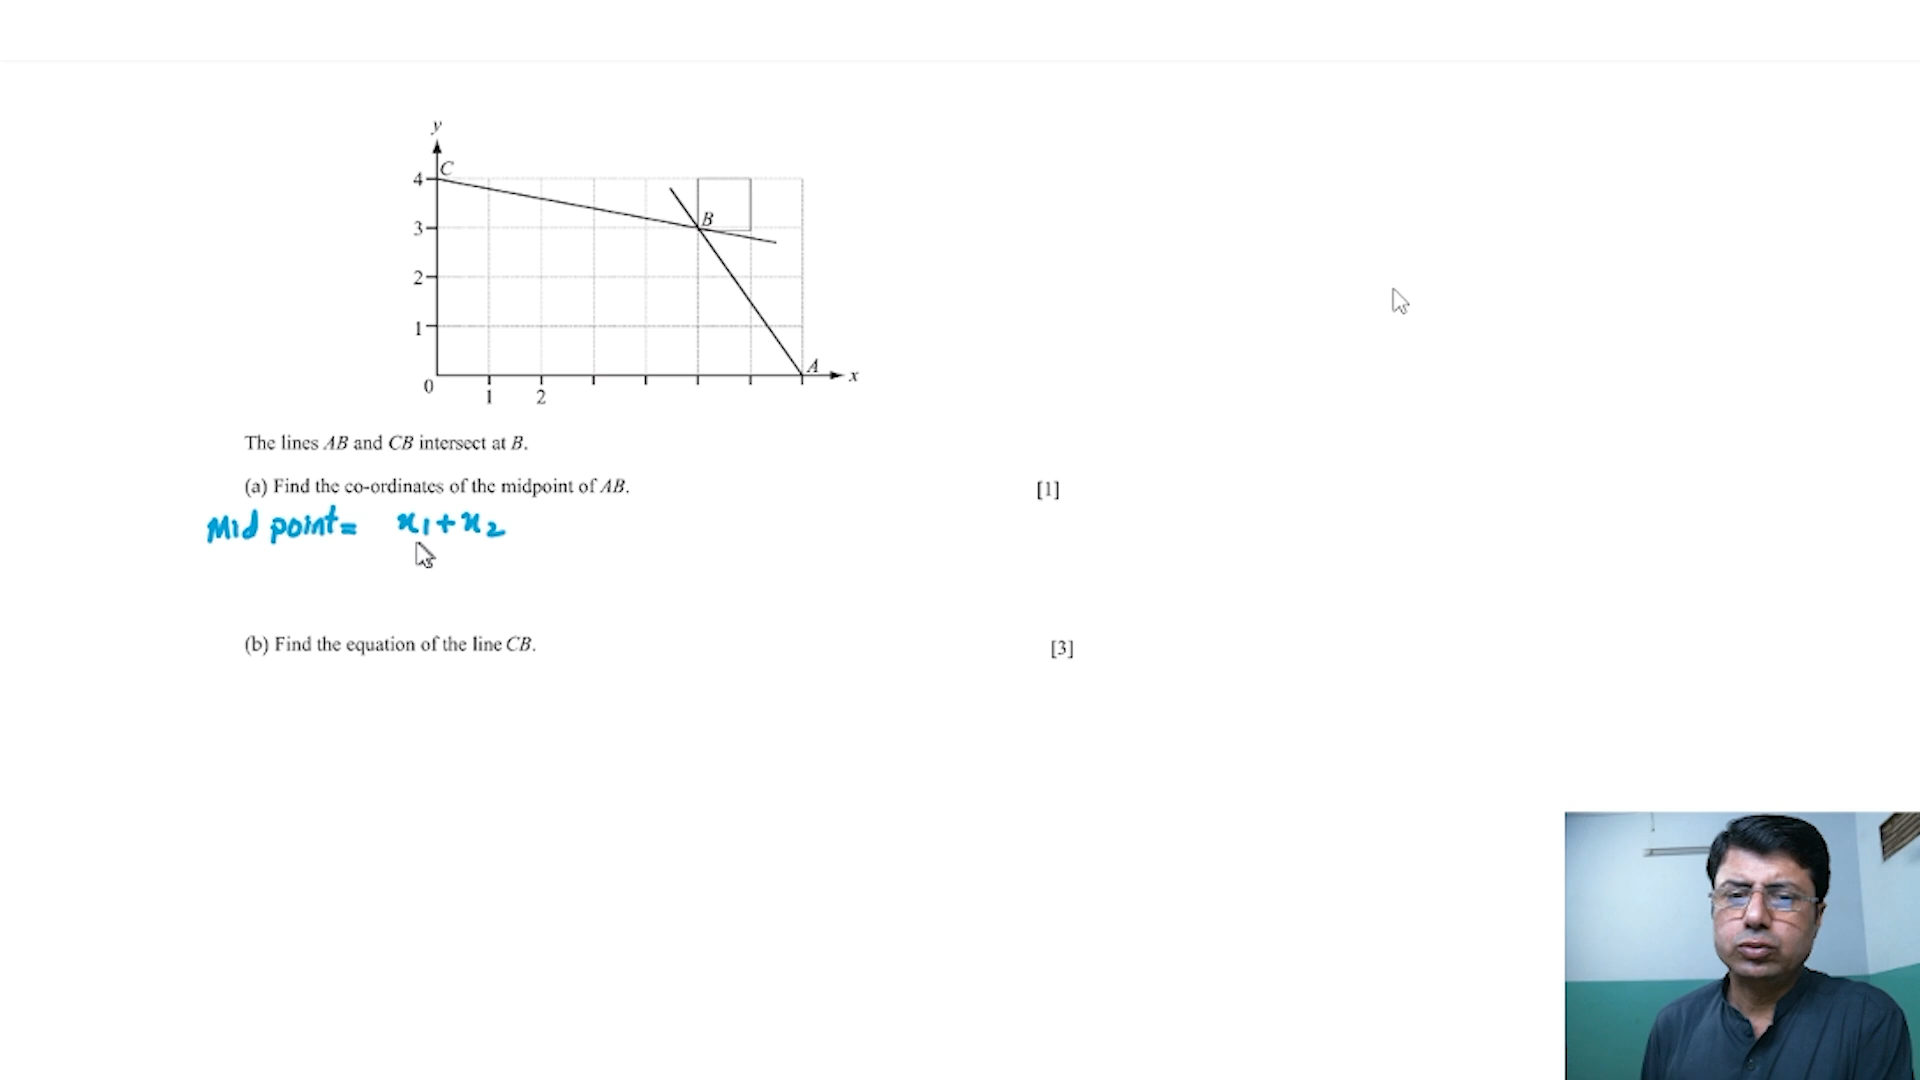 y
4 C
3 B
2
1
A x
0 1 2
The lines AB and CB intersect at B.
(a) Find the co-ordinates of the midpoint of AB. [1]
Mid point = x1 + x2
(b) Find the equation of the line CB. [3]